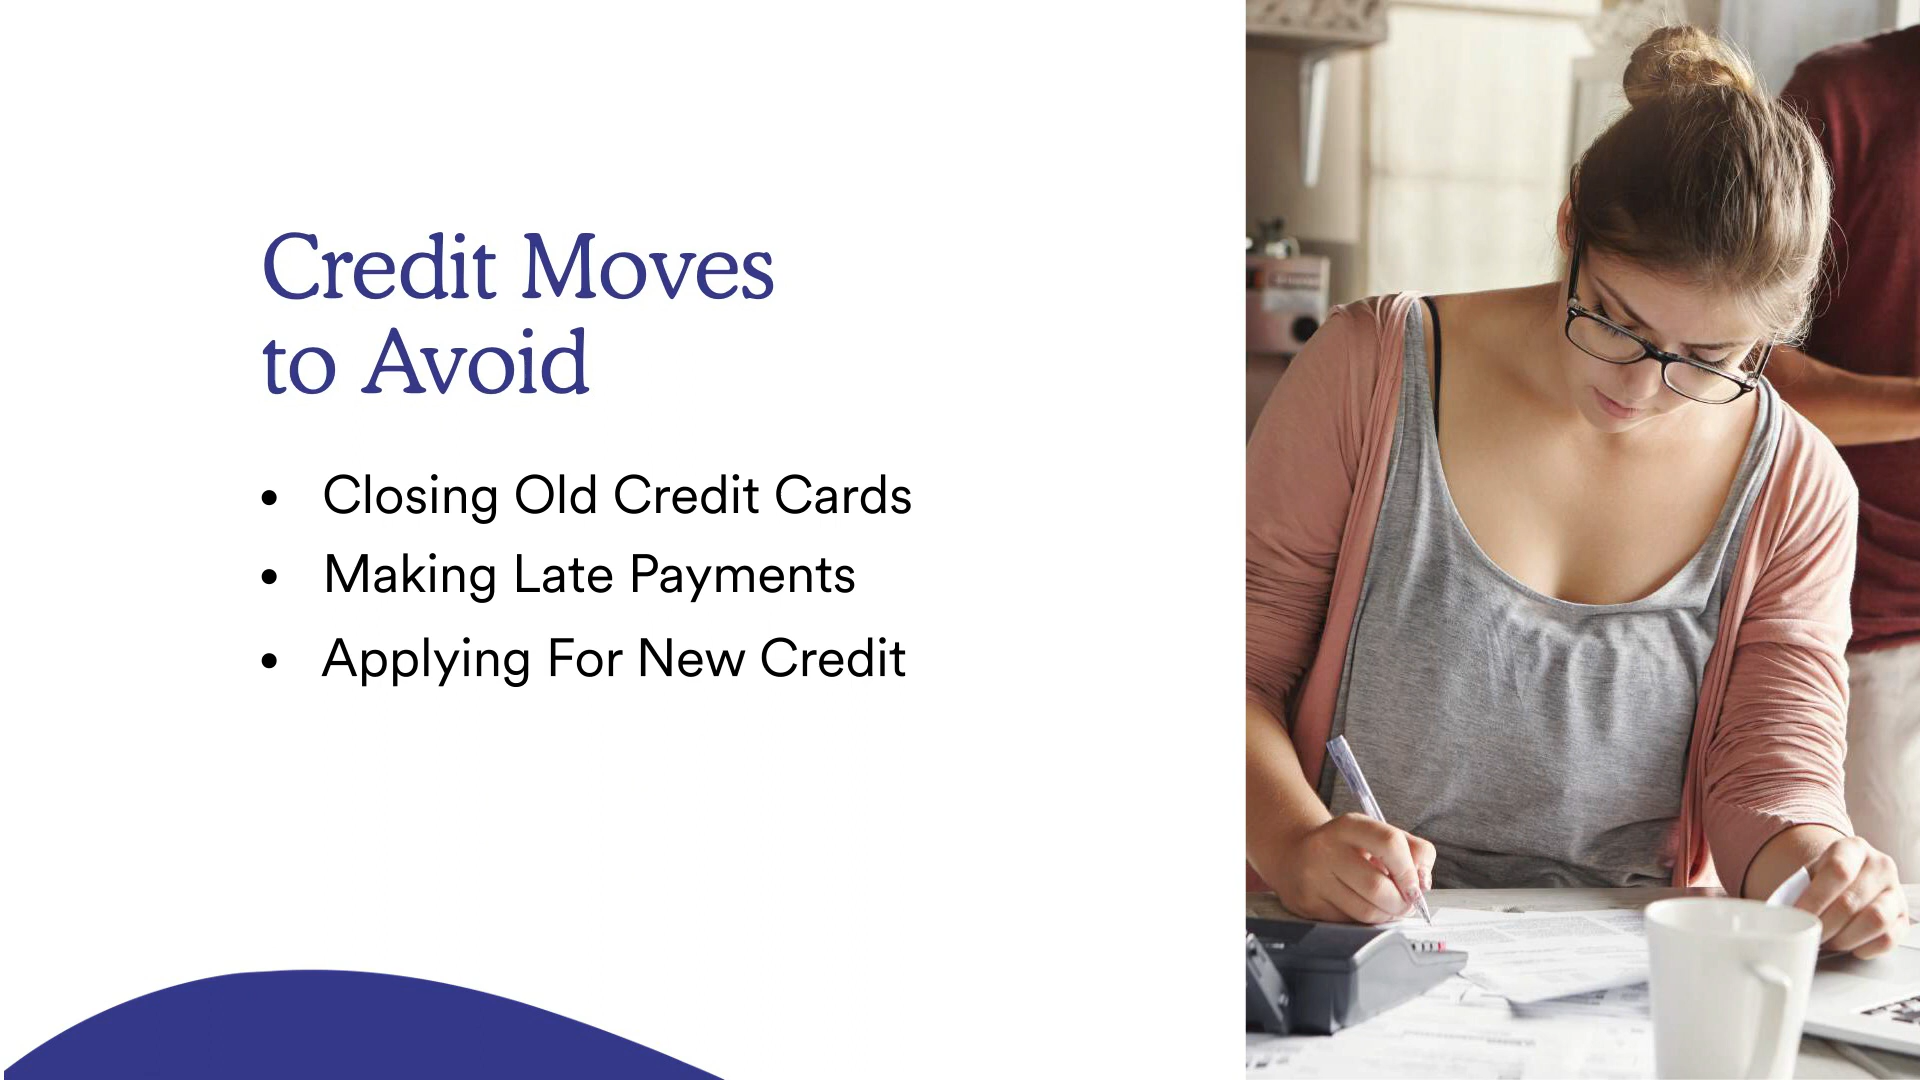 Credit Moves
to Avoid
• Closing Old Credit Cards
• Making Late Payments
• Applying For New Credit